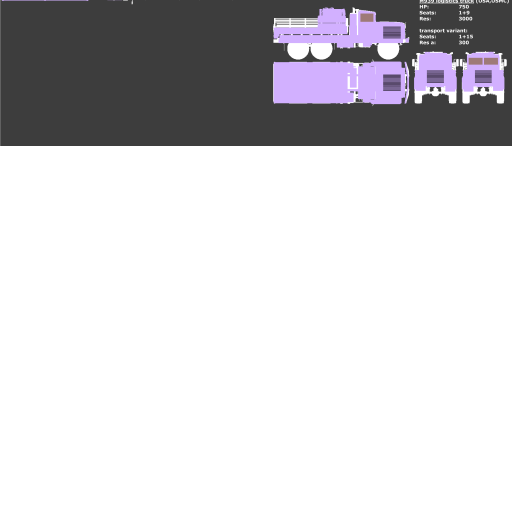 M939 logistics truck (USA,USMC)
HP: 750
Seats: 1+9
Res: 3000
transport variant:
Seats: 1+15
Res a: 300